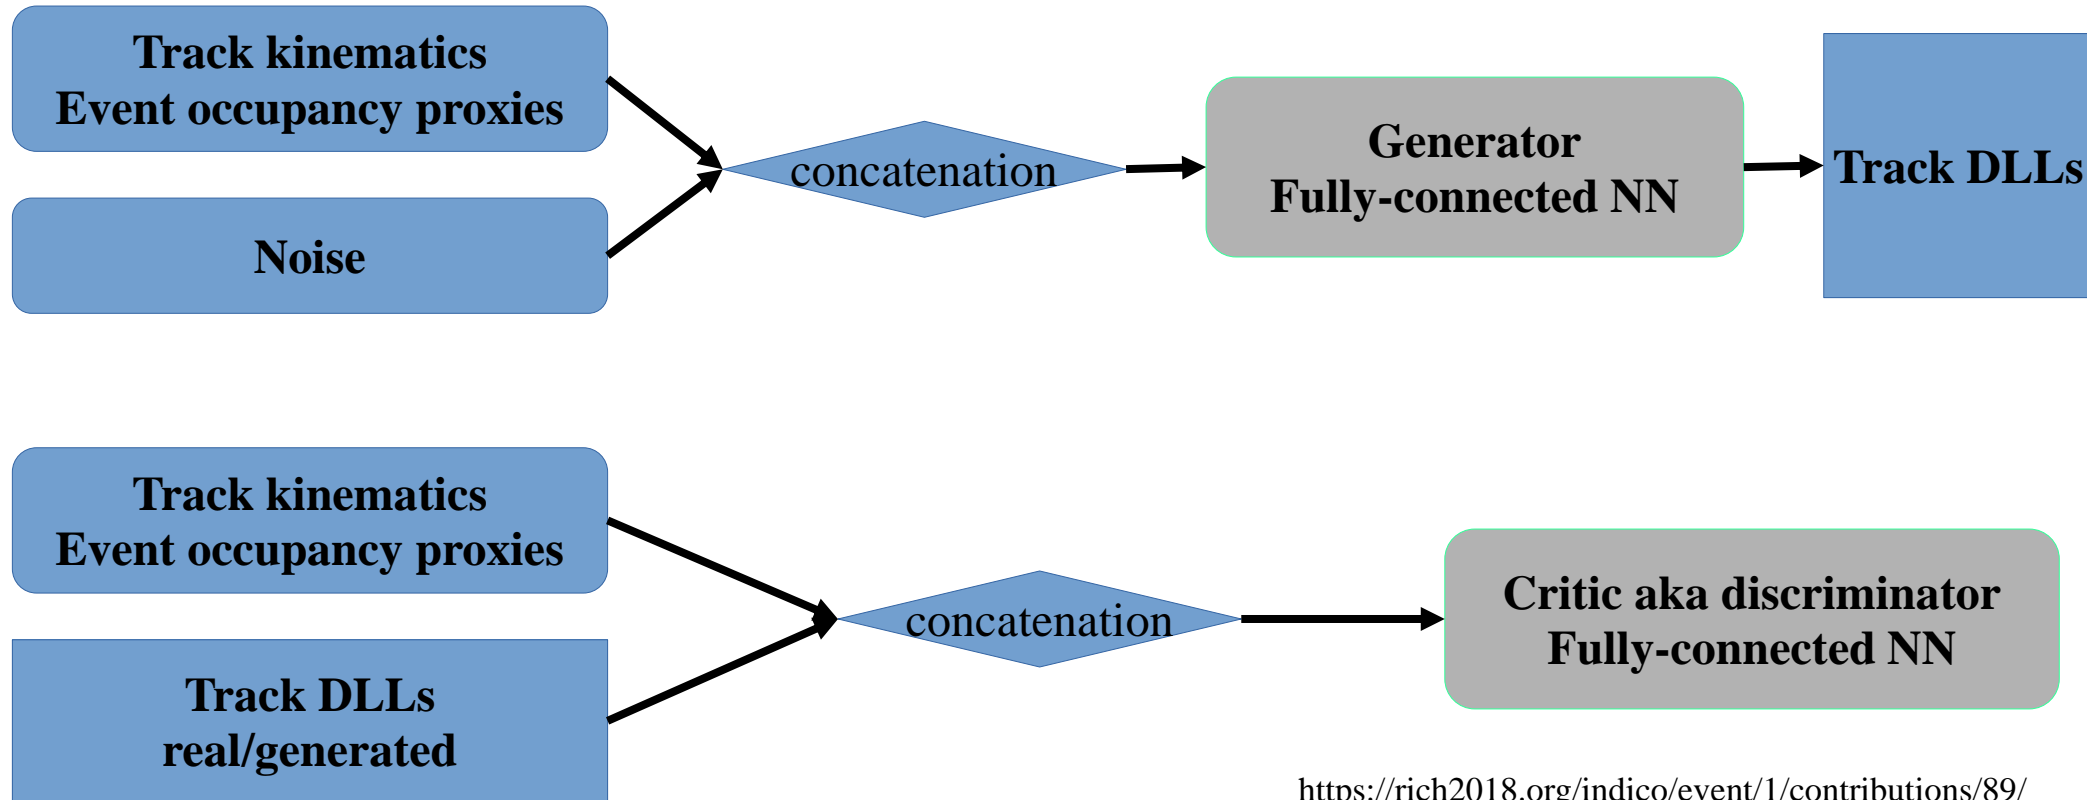 Track kinematics
Event occupancy proxies
Noise
concatenation
Generator
Fully-connected NN
Track DLLs
Track kinematics
Event occupancy proxies
Track DLLs
real/generated
concatenation
Critic aka discriminator
Fully-connected NN
https://rich2018.org/indico/event/1/contributions/89/